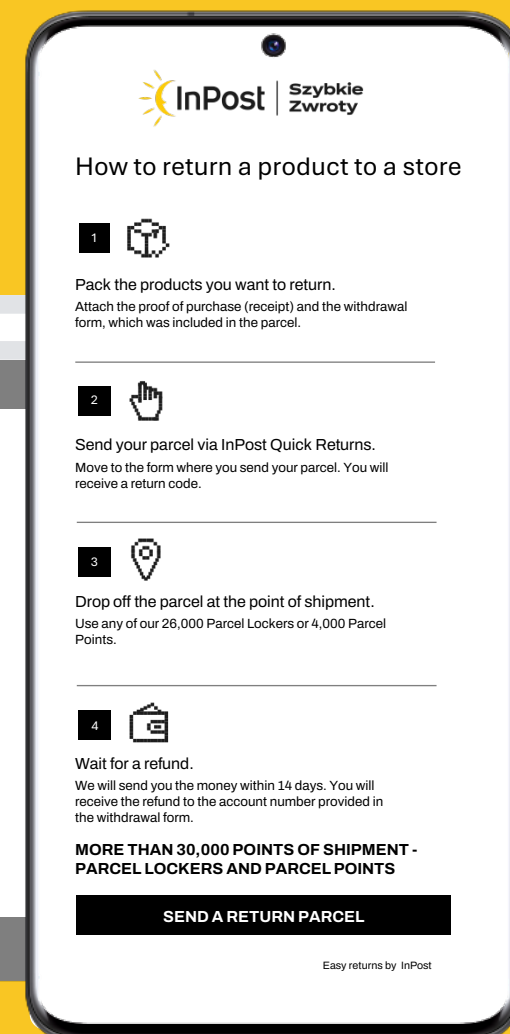 InPost
Szybkie
Zwroty
How to return a product to a store
1
Pack the products you want to return.
Attach the proof of purchase (receipt) and the withdrawal
form, which was included in the parcel.
2
Send your parcel via InPost Quick Returns.
Move to the form where you send your parcel. You will
receive a return code.
3
Drop off the parcel at the point of shipment.
Use any of our 26,000 Parcel Lockers or 4,000 Parcel
Points.
4
Wait for a refund.
We will send you the money within 14 days. You will
receive the refund to the account number provided in
the withdrawal form.
MORE THAN 30,000 POINTS OF SHIPMENT -
PARCEL LOCKERS AND PARCEL POINTS
SEND A RETURN PARCEL
Easy returns by InPost